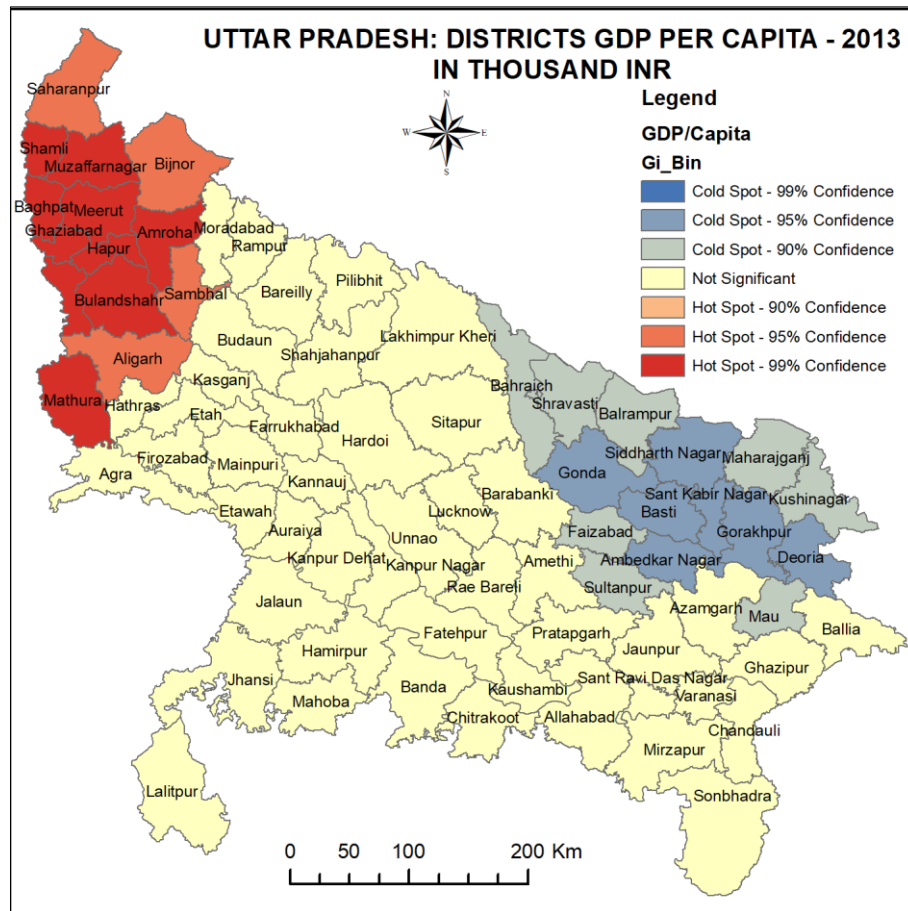 UTTAR PRADESH: DISTRICTS GDP PER CAPITA - 2013
IN THOUSAND INR
N
W E
S
Legend
GDP/Capita
Gi_Bin
Cold Spot - 99% Confidence
Cold Spot - 95% Confidence
Cold Spot - 90% Confidence
Not Significant
Hot Spot - 90% Confidence
Hot Spot - 95% Confidence
Hot Spot - 99% Confidence
Saharanpur
Shamli
Muzaffarnagar
Bijnor
Baghpat
Meerut
Ghaziabad
Hapur
Amroha
Moradabad
Rampur
Bulandshahr
Sambhal
Bareilly
Pilibhit
Aligarh
Budaun
Shahjahanpur
Lakhimpur Kheri
Mathura
Hathras
Kasganj
Etah
Farrukhabad
Hardoi
Sitapur
Bahraich
Shravasti
Balrampur
Agra
Firozabad
Mainpuri
Kannauj
Gonda
Siddharth Nagar
Maharajganj
Kushinagar
Etawah
Auraiya
Kanpur Dehat
Unnao
Lucknow
Barabanki
Sant Kabir Nagar
Basti
Gorakhpur
Deoria
Kanpur Nagar
Rae Bareli
Amethi
Faizabad
Ambedkar Nagar
Sultanpur
Jalaun
Fatehpur
Pratapgarh
Azamgarh
Mau
Ballia
Hamirpur
Jaunpur
Ghazipur
Jhansi
Mahoba
Banda
Kaushambi
Sant Ravi Das Nagar
Varanasi
Chitrakoot
Allahabad
Chandauli
Mirzapur
Lalitpur
Sonbhadra
0 50 100 200 Km